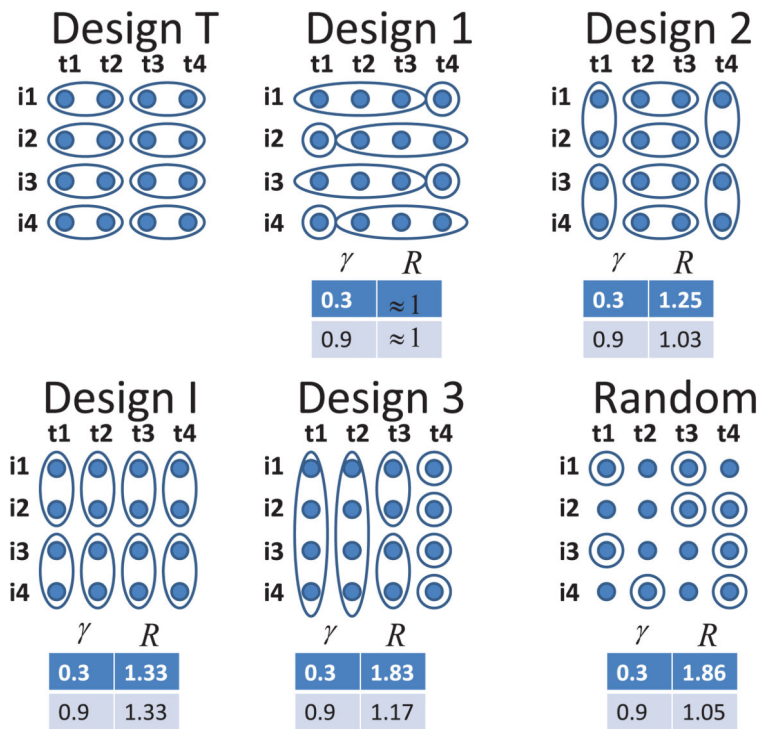 Design T
t1 t2 t3 t4
i1
i2
i3
i4
Design 1
t1 t2 t3 t4
i1
i2
i3
i4
γ R
0.3 ≈1
0.9 ≈1
Design 2
t1 t2 t3 t4
i1
i2
i3
i4
γ R
0.3 1.25
0.9 1.03
Design I
t1 t2 t3 t4
i1
i2
i3
i4
γ R
0.3 1.33
0.9 1.33
Design 3
t1 t2 t3 t4
i1
i2
i3
i4
γ R
0.3 1.83
0.9 1.17
Random
t1 t2 t3 t4
i1
i2
i3
i4
γ R
0.3 1.86
0.9 1.05